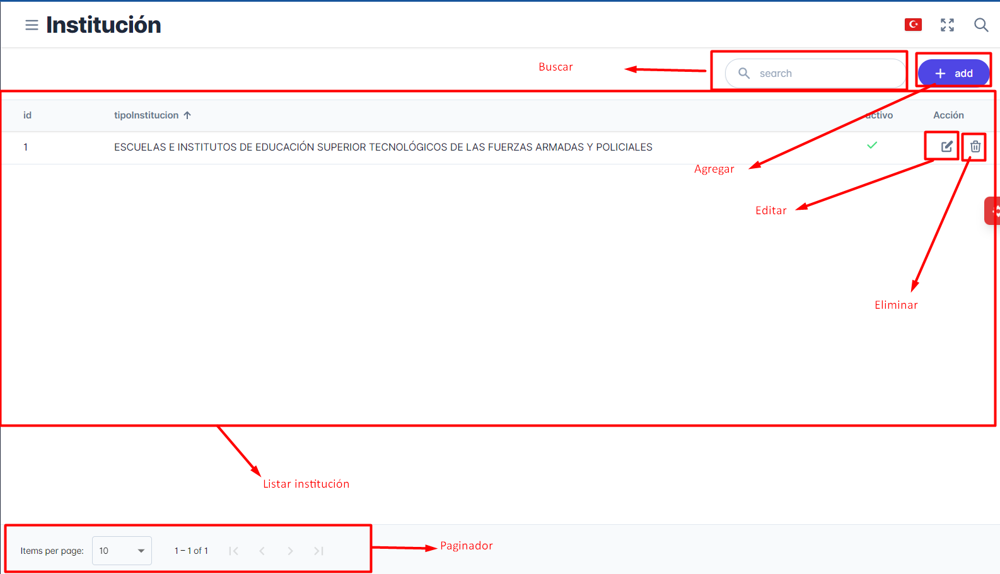 Institución
Buscar
search
add
id
tipoInstitucion
activo
Acción
1
ESCUELAS E INSTITUTOS DE EDUCACIÓN SUPERIOR TECNOLÓGICOS DE LAS FUERZAS ARMADAS Y POLICIALES
Agregar
Editar
Eliminar
Listar institución
Items per page:
10
1 – 1 of 1
Paginador